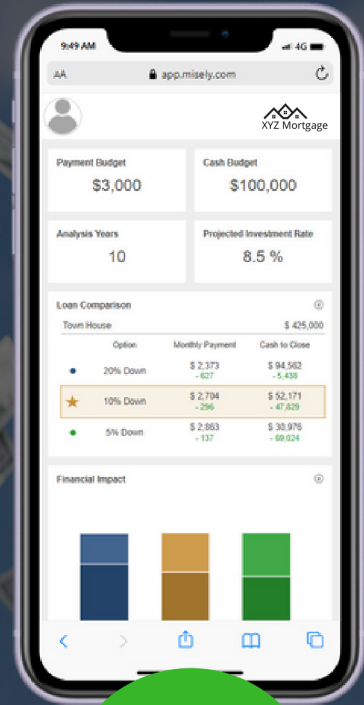 9:49 AM 4G
AA app.misely.com
XYZ Mortgage
Payment Budget Cash Budget
$3,000 $100,000
Analysis Years Projected Investment Rate
10 8.5 %
Loan Comparison
Town House $ 425,000
Option Monthly Payment Cash to Close
20% Down $ 2,373 $ 94,562
- 627 - 5,438
10% Down $ 2,704 $ 52,171
- 296 - 47,829
5% Down $ 2,863 $ 30,976
- 137 - 69,024
Financial Impact